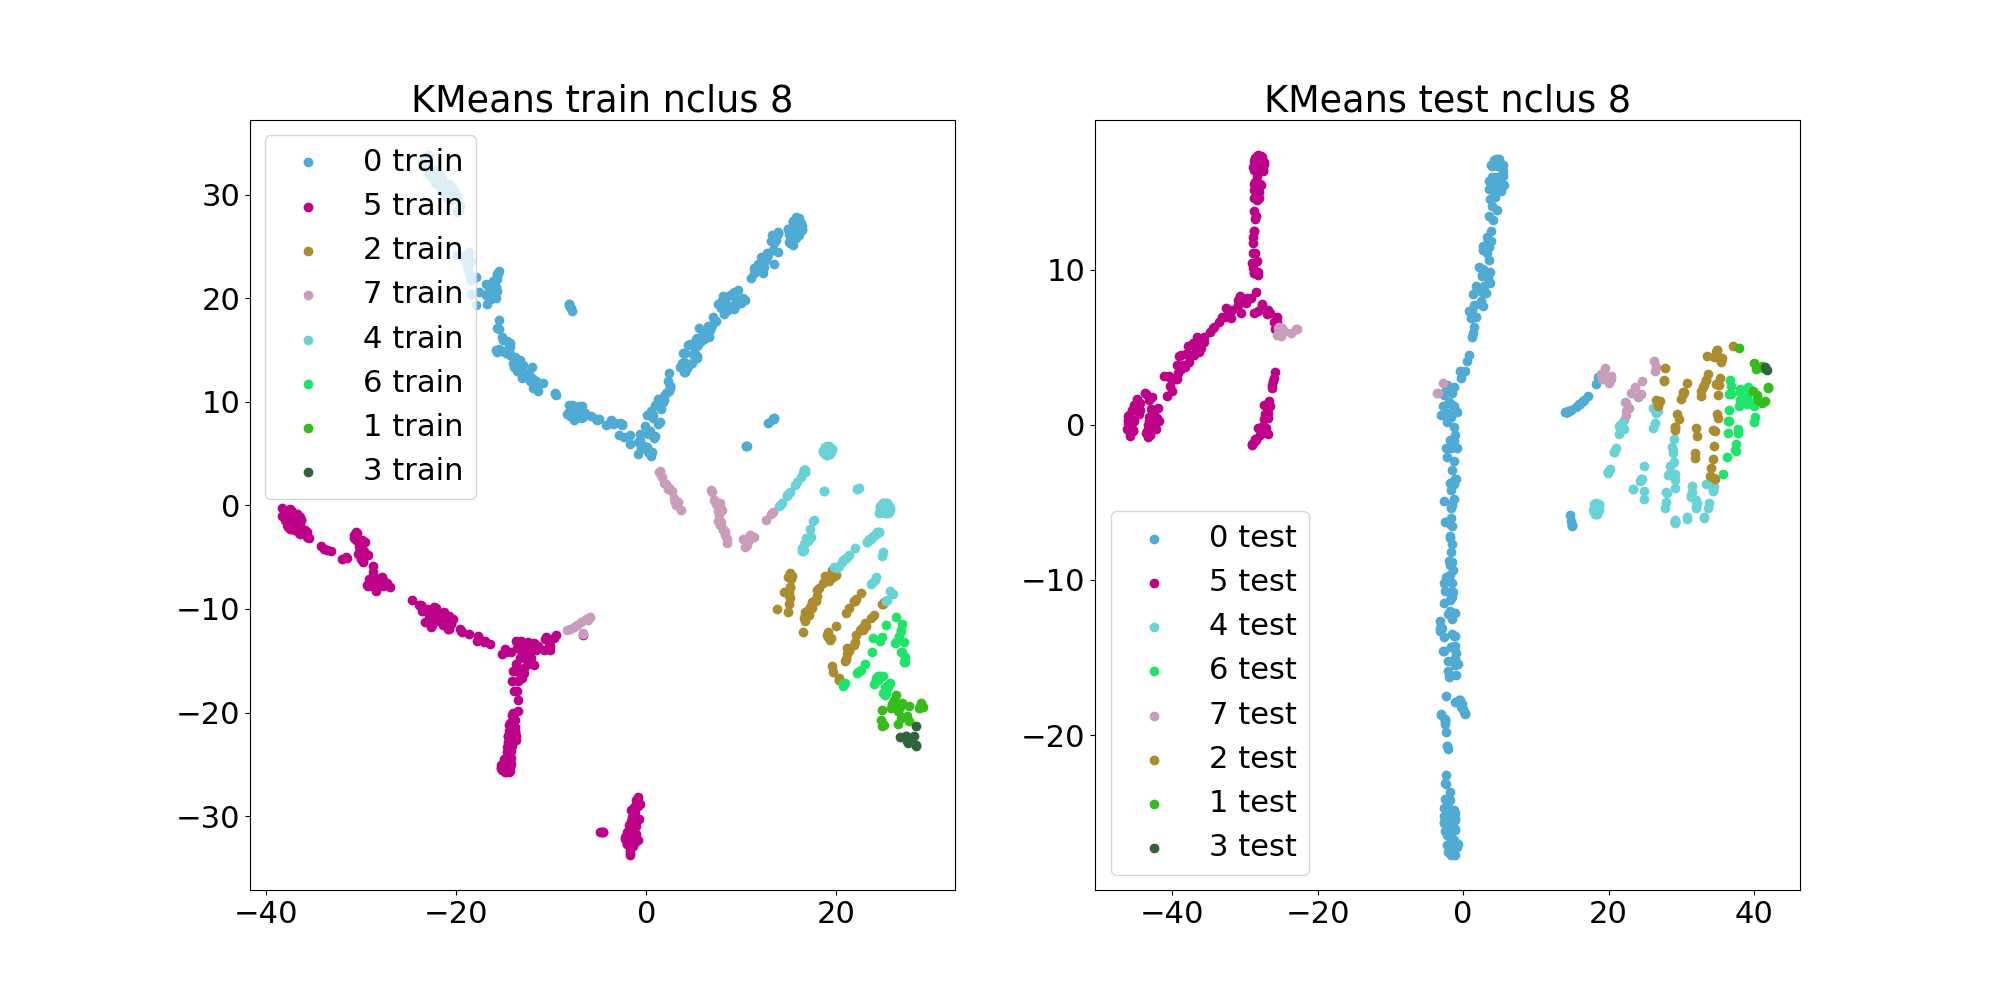 KMeans train nclus 8
0 train
5 train
2 train
7 train
4 train
6 train
1 train
3 train
30
20
10
0
−10
−20
−30
−40
−20
0
20
KMeans test nclus 8
10
0
−10
−20
0 test
5 test
4 test
6 test
7 test
2 test
1 test
3 test
−40
−20
0
20
40